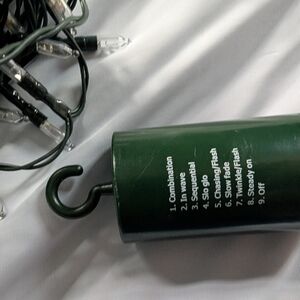 1. Combination
2. In wave
3. Sequential
4. Slo glo
5. Chasing/Flash
6. Slow fade
7. Twinkle/Flash
8. Steady on
9. Off